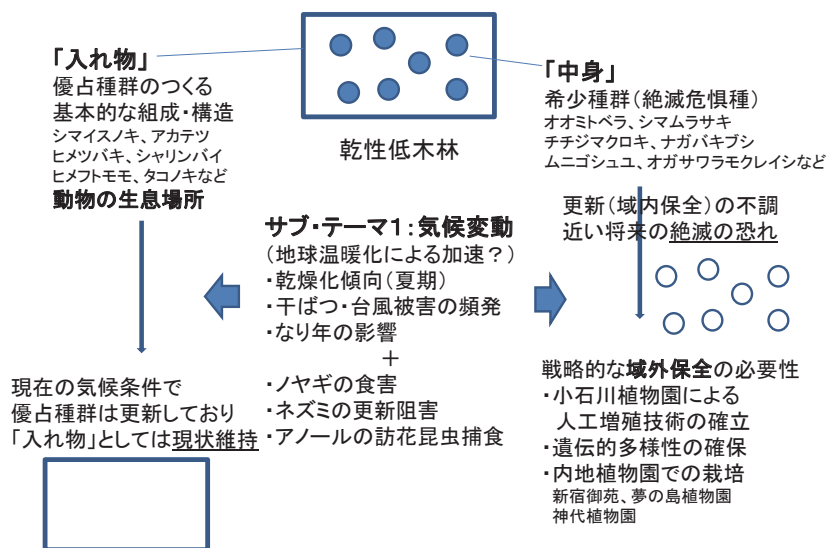 「入れ物」
優占種群のつくる
基本的な組成・構造
シマイスノキ、アカテツ
ヒメツバキ、シャリンバイ
ヒメフトモモ、タコノキなど
動物の生息場所
乾性低木林
「中身」
希少種群(絶滅危惧種)
オオミトベラ、シマムラサキ
チチジマクロキ、ナガバキブシ
ムニンゴシュユ、オガサワラモクレイシなど
更新(域内保全)の不調
近い将来の絶滅の恐れ
サブ・テーマ1:気候変動
(地球温暖化による加速?)
・乾燥化傾向(夏期)
・干ばつ・台風被害の頻発
・なり年の影響
+
・ノヤギの食害
・ネズミの更新阻害
・アノールの訪花昆虫捕食
現在の気候条件で
優占種群は更新しており
「入れ物」としては現状維持
戦略的な域外保全の必要性
・小石川植物園による
人工増殖技術の確立
・遺伝的多様性の確保
・内地植物園での栽培
新宿御苑、夢の島植物園
神代植物園